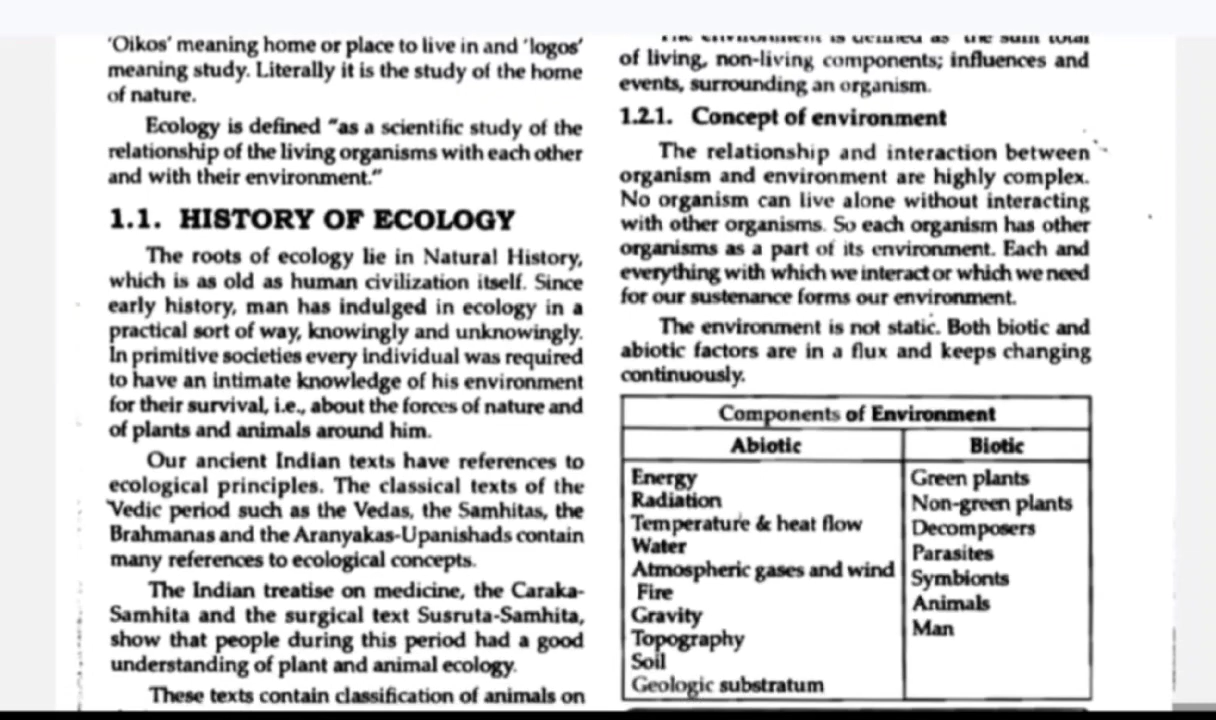 'Oikos' meaning home or place to live in and 'logos'
meaning study. Literally it is the study of the home
of nature.
Ecology is defined "as a scientific study of the
relationship of the living organisms with each other
and with their environment."
1.1. HISTORY OF ECOLOGY
The roots of ecology lie in Natural History,
which is as old as human civilization itself. Since
early history, man has indulged in ecology in a
practical sort of way, knowingly and unknowingly.
In primitive societies every individual was required
to have an intimate knowledge of his environment
for their survival, i.e., about the forces of nature and
of plants and animals around him.
Our ancient Indian texts have references to
ecological principles. The classical texts of the
Vedic period such as the Vedas, the Samhitas, the
Brahmanas and the Aranyakas-Upanishads contain
many references to ecological concepts.
The Indian treatise on medicine, the Caraka-
Samhita and the surgical text Susruta-Samhita,
show that people during this period had a good
understanding of plant and animal ecology.
These texts contain classification of animals on
The environment is defined as "the sum total
of living, non-living components; influences and
events, surrounding an organism.
1.2.1. Concept of environment
The relationship and interaction between
organism and environment are highly complex.
No organism can live alone without interacting
with other organisms. So each organism has other
organisms as a part of its environment. Each and
everything with which we interact or which we need
for our sustenance forms our environment.
The environment is not static. Both biotic and
abiotic factors are in a flux and keeps changing
continuously.
Components of Environment
Abiotic Biotic
Energy Green plants
Radiation Non-green plants
Temperature & heat flow Decomposers
Water Parasites
Atmospheric gases and wind Symbionts
Fire Animals
Gravity Man
Topography
Soil
Geologic substratum